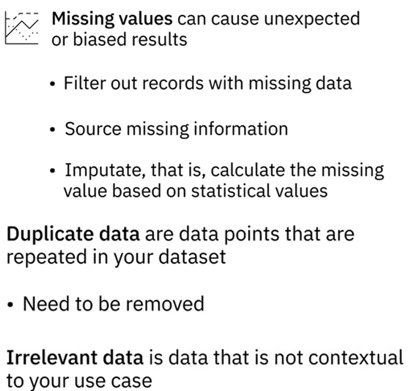 Missing values can cause unexpected
or biased results
• Filter out records with missing data
• Source missing information
• Imputate, that is, calculate the missing
value based on statistical values
Duplicate data are data points that are
repeated in your dataset
• Need to be removed
Irrelevant data is data that is not contextual
to your use case